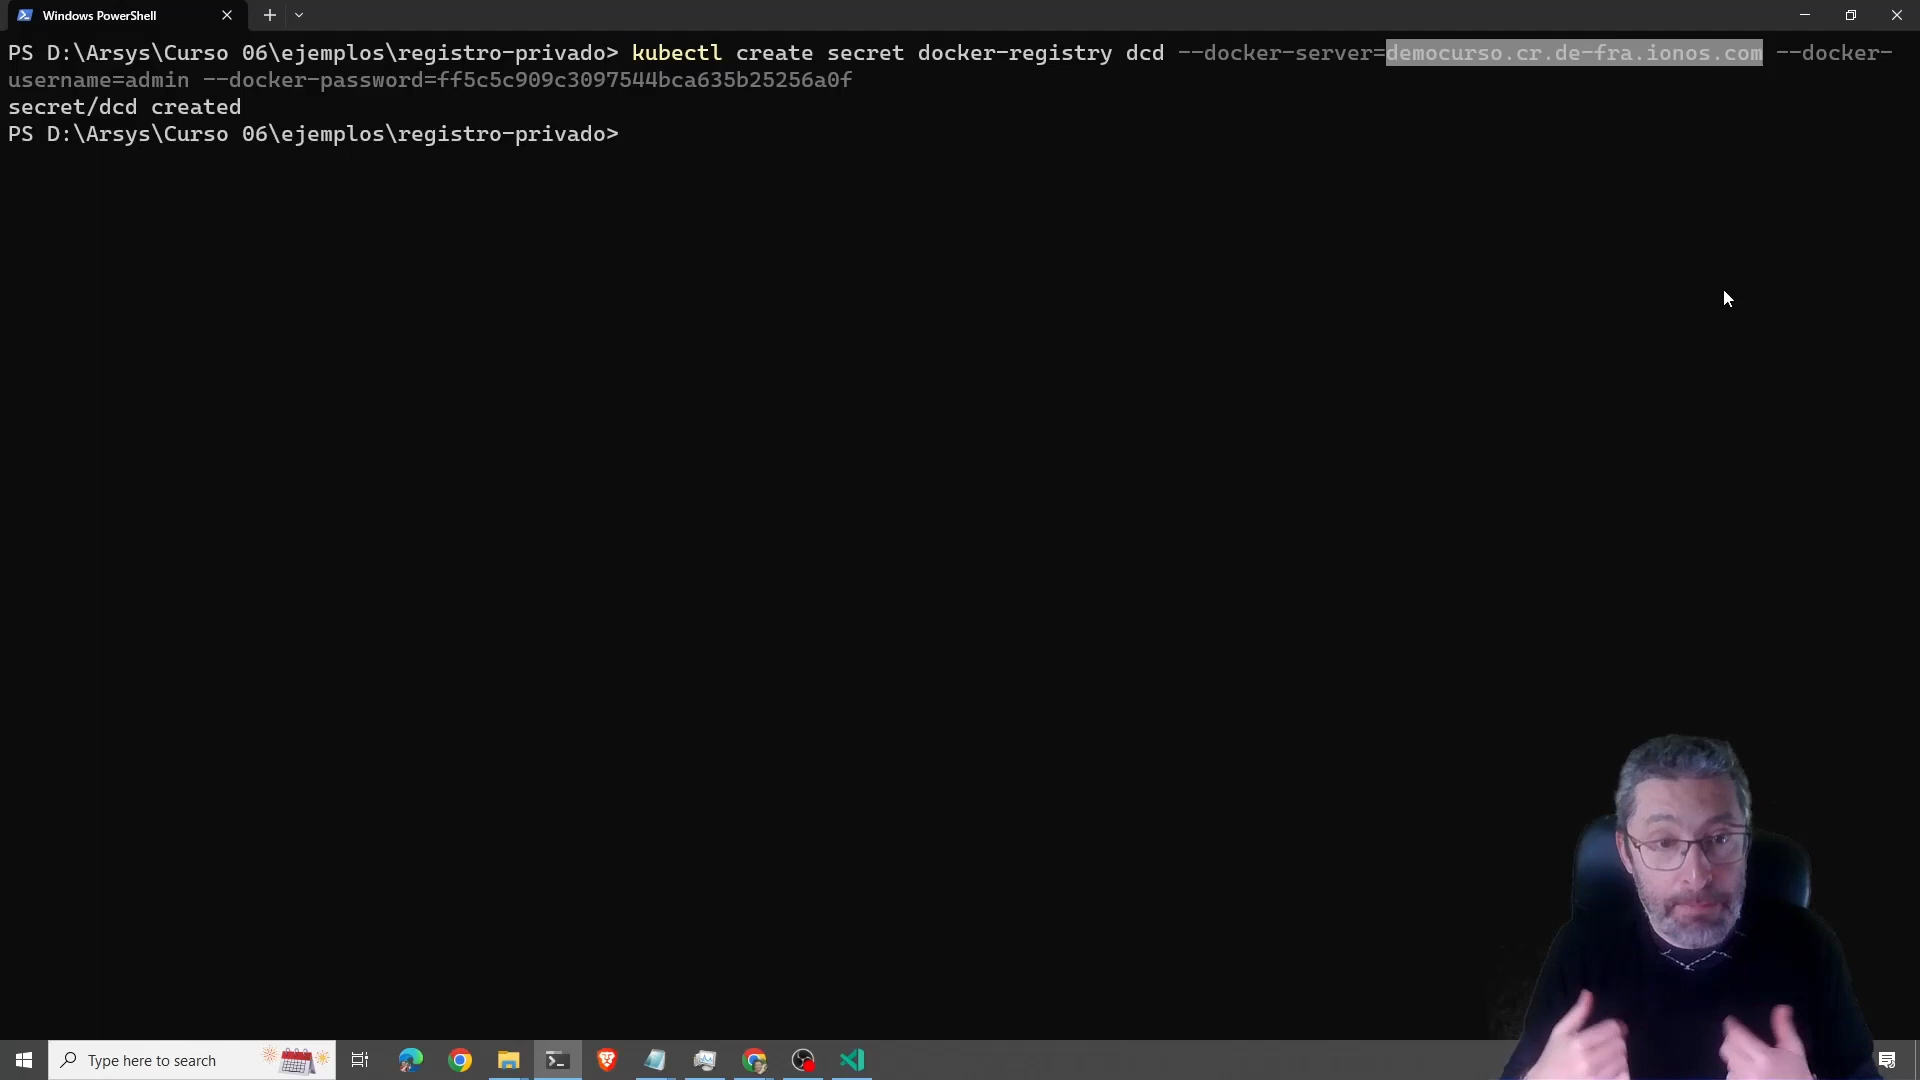 Windows PowerShell
PS D:\Arsys\Curso 06\ejemplos\registro-privado> kubectl create secret docker-registry dcd --docker-server=democurso.cr.de-fra.ionos.com --docker-
username=admin --docker-password=ff5c5c909c3097544bca635b25256a0f
secret/dcd created
PS D:\Arsys\Curso 06\ejemplos\registro-privado>
Type here to search